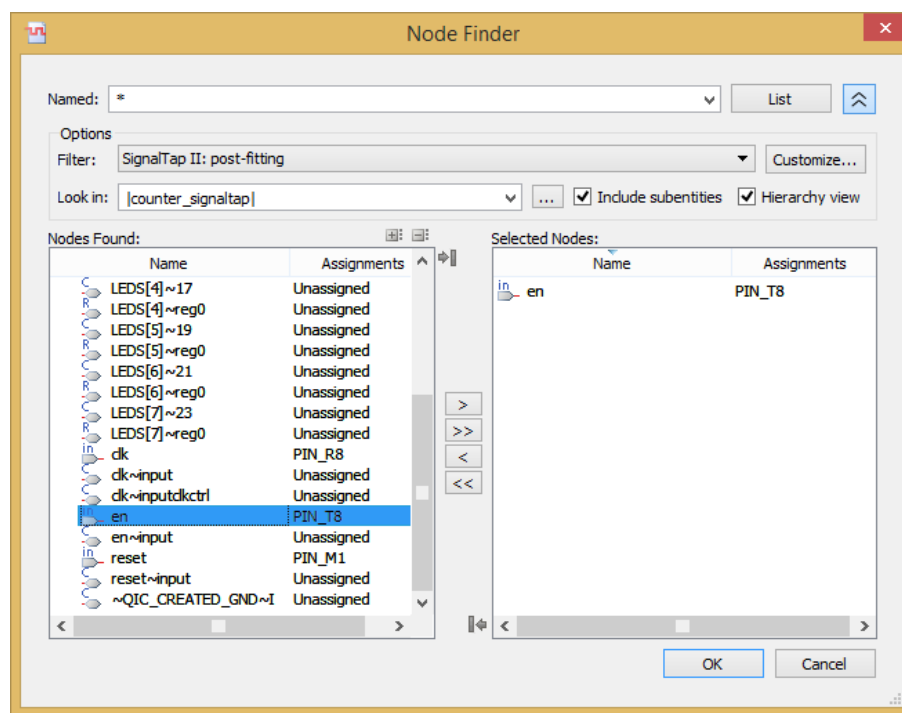 Node Finder
Named: * List
Options
Filter: SignalTap II: post-fitting Customize...
Look in: |counter_signaltap| ... Include subentities Hierarchy view
Nodes Found: Selected Nodes:
Name Assignments Name Assignments
C LEDS[4]~17 Unassigned in en PIN_T8
R LEDS[4]~reg0 Unassigned
C LEDS[5]~19 Unassigned
R LEDS[5]~reg0 Unassigned
C LEDS[6]~21 Unassigned
R LEDS[6]~reg0 Unassigned
C LEDS[7]~23 Unassigned
R LEDS[7]~reg0 Unassigned
in clk PIN_R8
C clk~input Unassigned
C clk~inputclkctrl Unassigned
in en PIN_T8
C en~input Unassigned
in reset PIN_M1
C reset~input Unassigned
C ~QIC_CREATED_GND~I Unassigned
>
>>
<
<<
OK Cancel